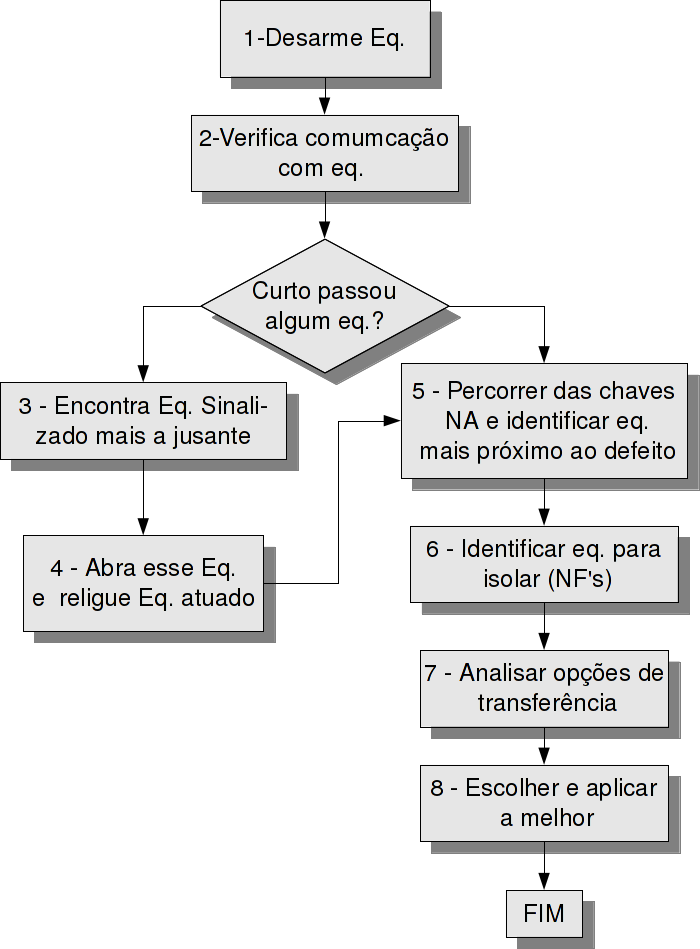 1-Desarme Eq.
2-Verifica comumcação
com eq.
Curto passou
algum eq.?
3 - Encontra Eq. Sinali-
zado mais a jusante
4 - Abra esse Eq.
e religue Eq. atuado
5 - Percorrer das chaves
NA e identificar eq.
mais próximo ao defeito
6 - Identificar eq. para
isolar (NF's)
7 - Analisar opções de
transferência
8 - Escolher e aplicar
a melhor
FIM